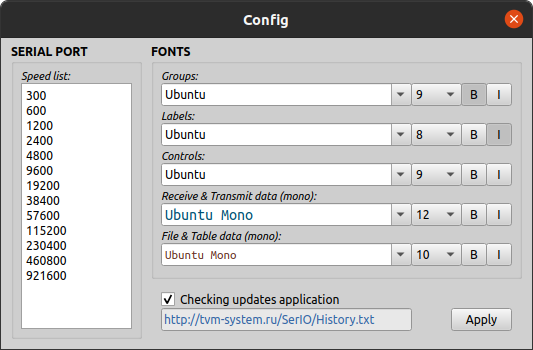 Config
SERIAL PORT
Speed list:
300
600
1200
2400
4800
9600
19200
38400
57600
115200
230400
460800
921600
FONTS
Groups:
Ubuntu 9 B I
Labels:
Ubuntu 8 B I
Controls:
Ubuntu 9 B I
Receive & Transmit data (mono):
Ubuntu Mono 12 B I
File & Table data (mono):
Ubuntu Mono 10 B I
Checking updates application
http://tvm-system.ru/SerIO/History.txt
Apply